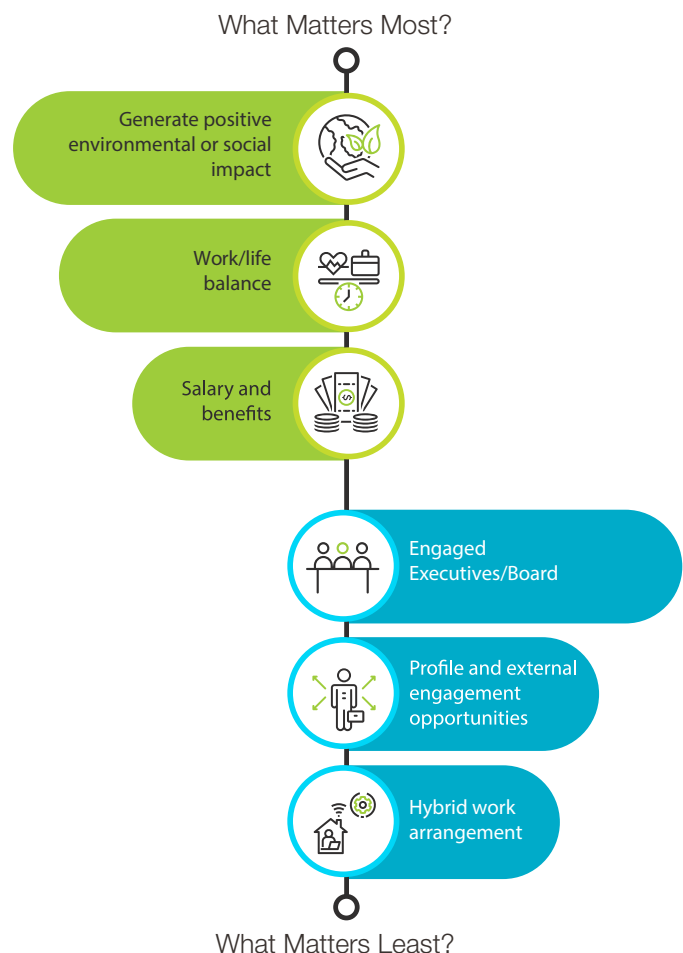 What Matters Most?
Generate positive
environmental or social
impact
Work/life
balance
Salary and
benefits
Engaged
Executives/Board
Profile and external
engagement
opportunities
Hybrid work
arrangement
What Matters Least?